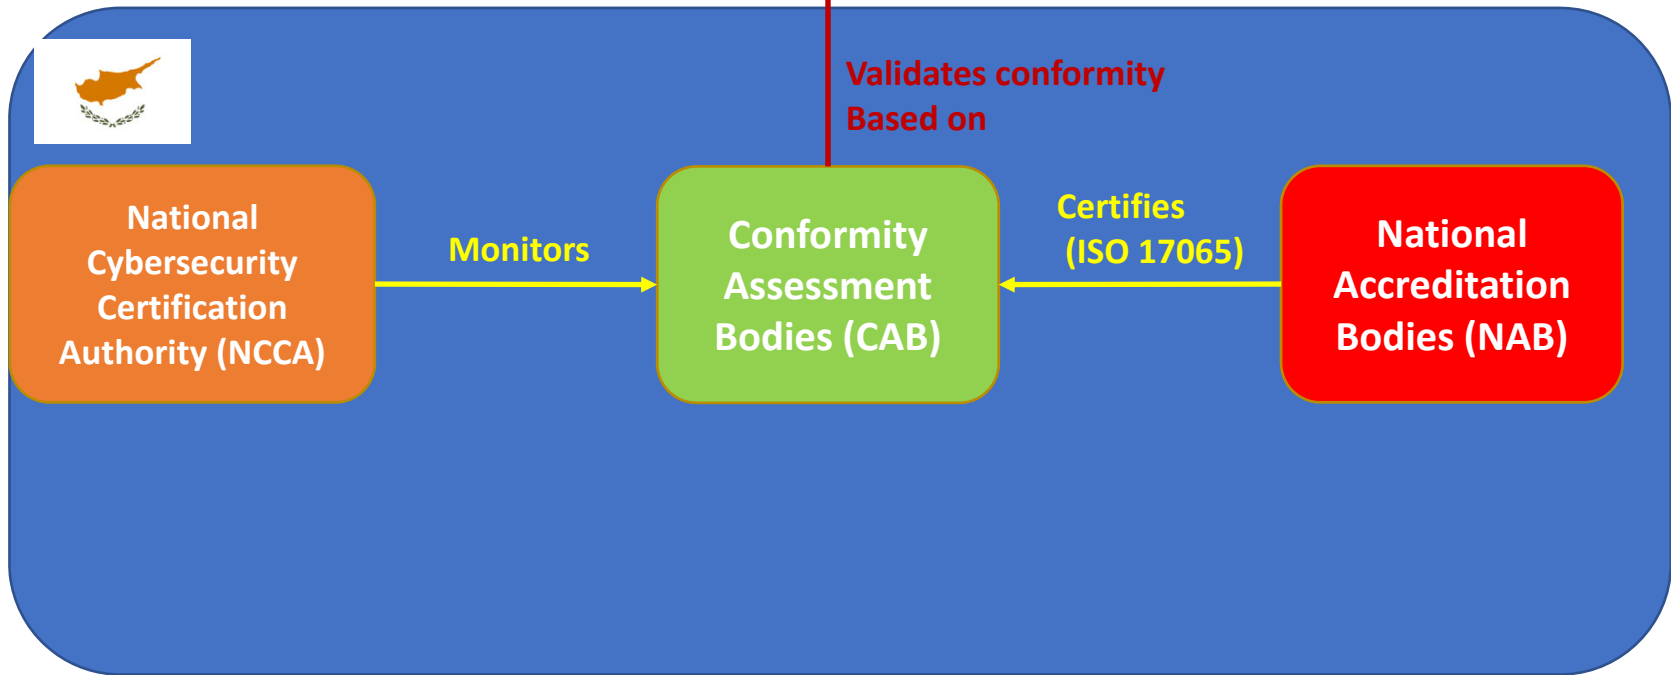 Validates conformity
Based on
National
Cybersecurity
Certification
Authority (NCCA)
Monitors
Conformity
Assessment
Bodies (CAB)
Certifies
(ISO 17065)
National
Accreditation
Bodies (NAB)